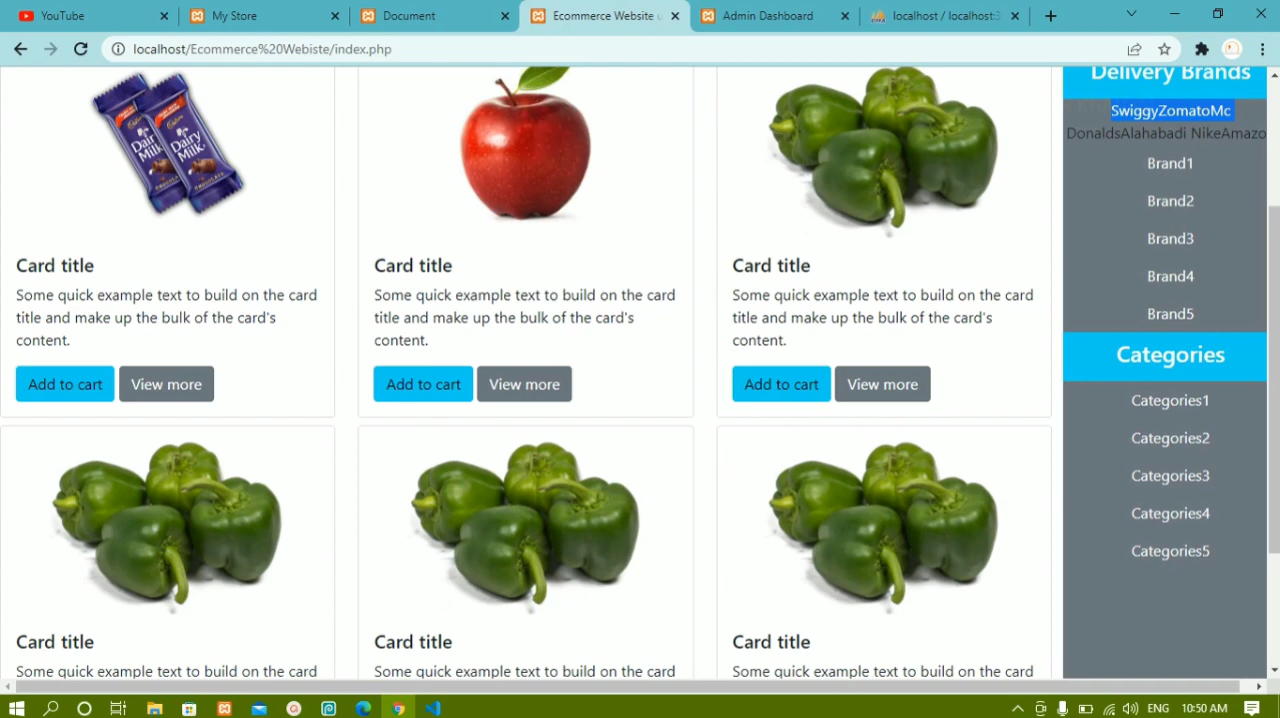 YouTube
My Store
Document
Ecommerce Website u
Admin Dashboard
localhost / localhost:3
localhost/Ecommerce%20Webiste/index.php
Delivery Brands
SwiggyZomatoMc
DonaldsAlahabadi NikeAmazo
Brand1
Brand2
Brand3
Brand4
Brand5
Categories
Categories1
Categories2
Categories3
Categories4
Categories5
Cadbury
Dairy Milk
Dairy Milk
Card title
Some quick example text to build on the card
title and make up the bulk of the card's
content.
Add to cart View more
Card title
Some quick example text to build on the card
title and make up the bulk of the card's
content.
Add to cart View more
Card title
Some quick example text to build on the card
title and make up the bulk of the card's
content.
Add to cart View more
Card title
Some quick example text to build on the card
Card title
Some quick example text to build on the card
Card title
Some quick example text to build on the card
ENG 10:50 AM